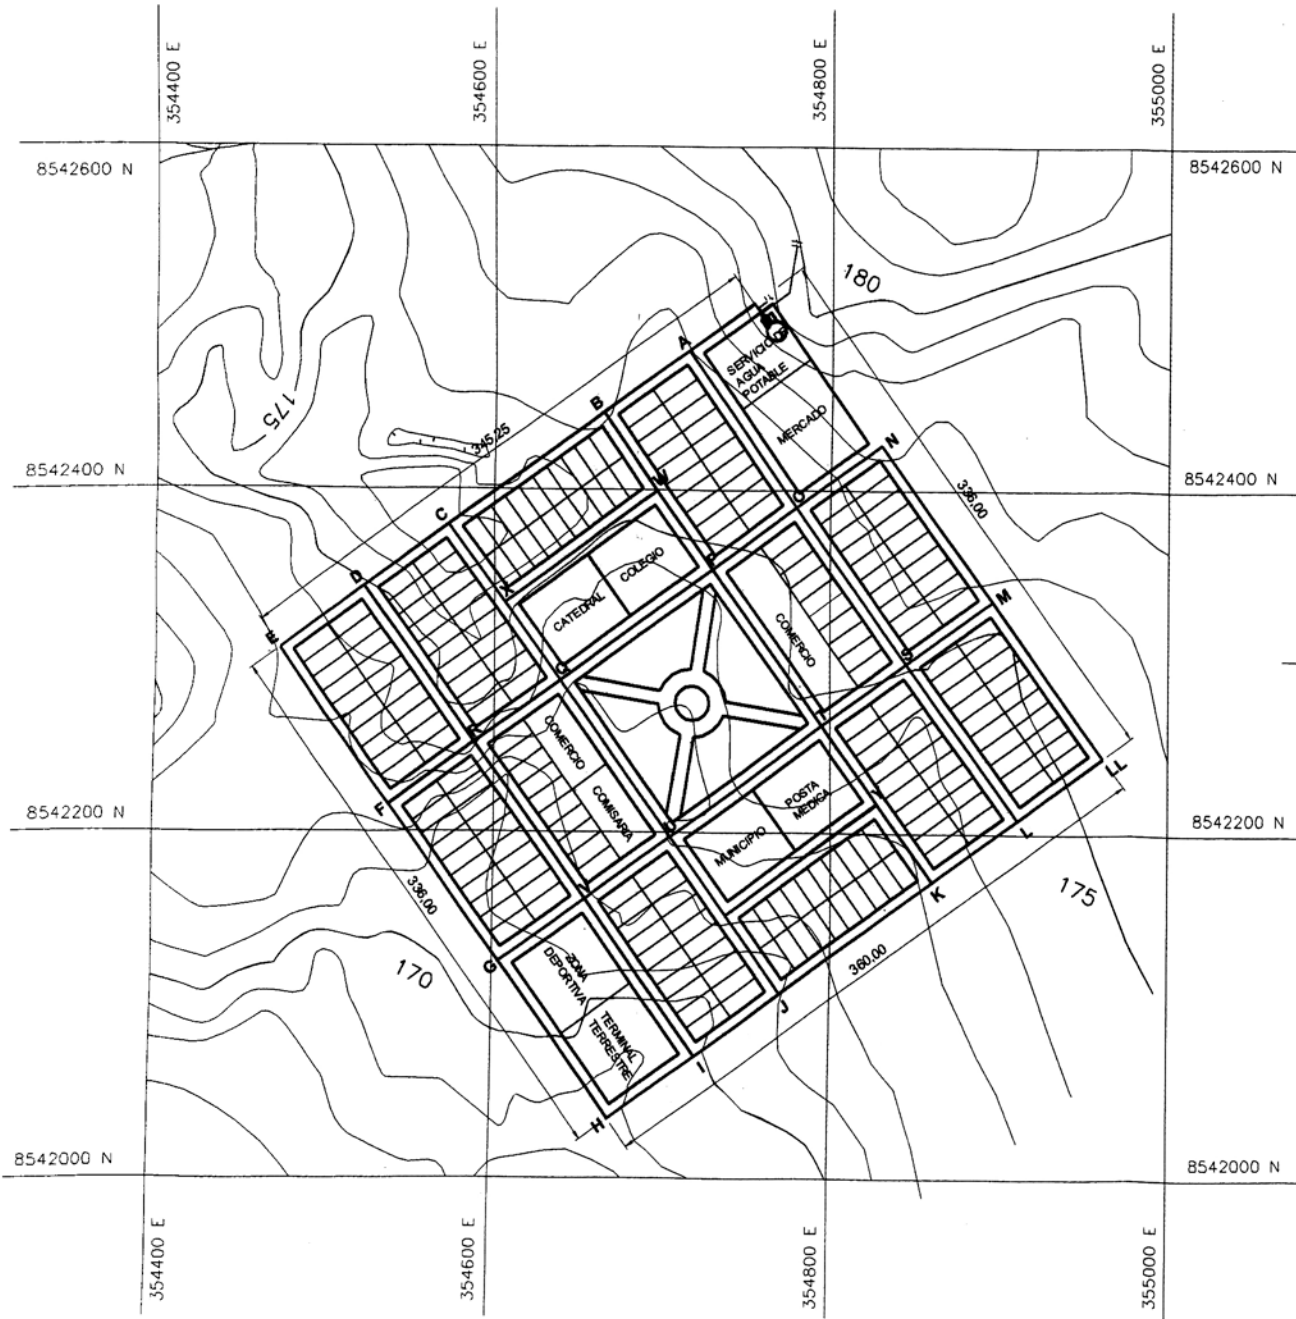 354400 E
354600 E
354800 E
355000 E
8542600 N
8542600 N
180
A
SERVICIO DE
AGUA
POTABLE
B
MERCADO
175
345.25
N
8542400 N
8542400 N
W
O
336.00
C
COLEGIO
P
D
X
CATEDRAL
M
COMERCIO
E
Q
S
COMERCIO
R
LL
F
COMISARIA
POSTA
MEDICA
Y
MUNICIPIO
8542200 N
8542200 N
L
336.00
175
K
360.00
G
170
ZONA
DEPORTIVA
J
TERMINAL
TERRESTRE
I
H
8542000 N
8542000 N
354400 E
354600 E
354800 E
355000 E